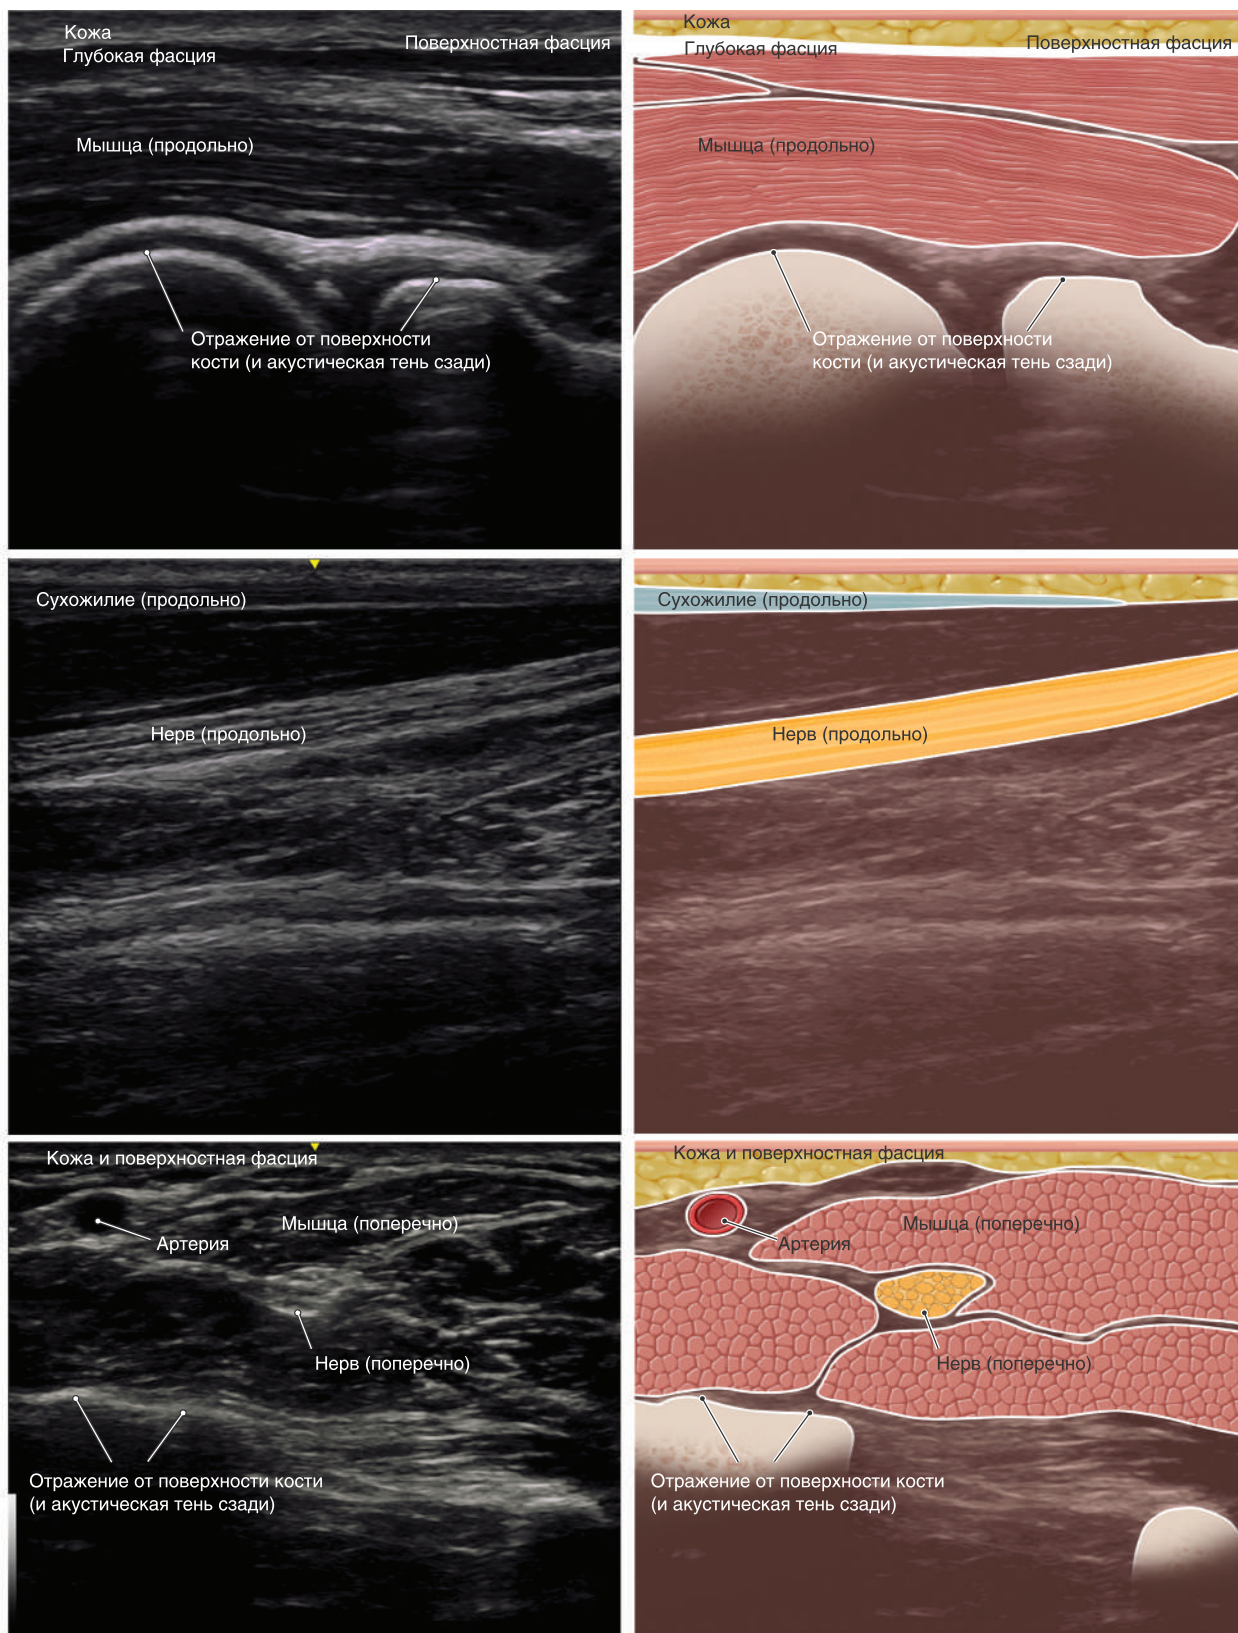 Кожа
Глубокая фасция
Поверхностная фасция
Мышца (продольно)
Отражение от поверхности
кости (и акустическая тень сзади)
Кожа
Глубокая фасция
Поверхностная фасция
Мышца (продольно)
Отражение от поверхности
кости (и акустическая тень сзади)
Сухожилие (продольно)
Нерв (продольно)
Сухожилие (продольно)
Нерв (продольно)
Кожа и поверхностная фасция
Мышца (поперечно)
Артерия
Нерв (поперечно)
Отражение от поверхности кости
(и акустическая тень сзади)
Кожа и поверхностная фасция
Мышца (поперечно)
Артерия
Нерв (поперечно)
Отражение от поверхности кости
(и акустическая тень сзади)